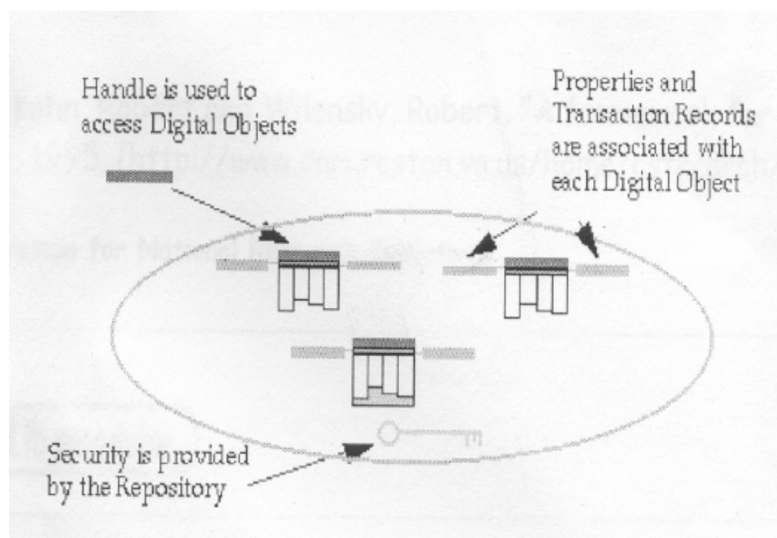 Handle is used to
access Digital Objects
Properties and
Transaction Records
are associated with
each Digital Object
Security is provided
by the Repository